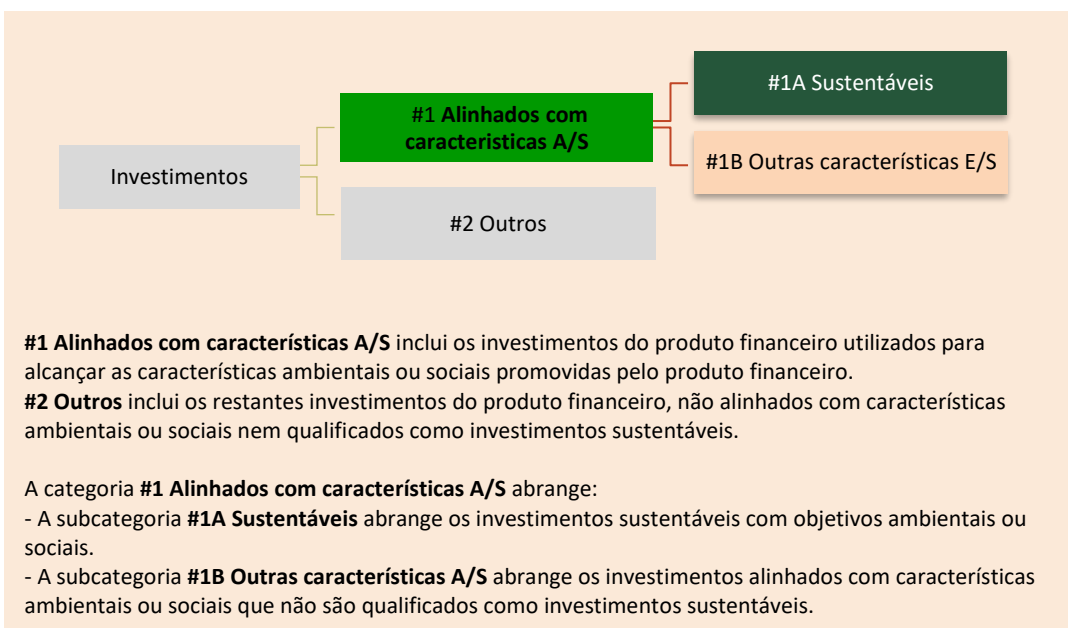 #1A Sustentáveis
#1 Alinhados com
caracteristicas A/S
#1B Outras características E/S
Investimentos
#2 Outros
#1 Alinhados com características A/S inclui os investimentos do produto financeiro utilizados para
alcançar as características ambientais ou sociais promovidas pelo produto financeiro.
#2 Outros inclui os restantes investimentos do produto financeiro, não alinhados com características
ambientais ou sociais nem qualificados como investimentos sustentáveis.
A categoria #1 Alinhados com características A/S abrange:
- A subcategoria #1A Sustentáveis abrange os investimentos sustentáveis com objetivos ambientais ou
sociais.
- A subcategoria #1B Outras características A/S abrange os investimentos alinhados com características
ambientais ou sociais que não são qualificados como investimentos sustentáveis.